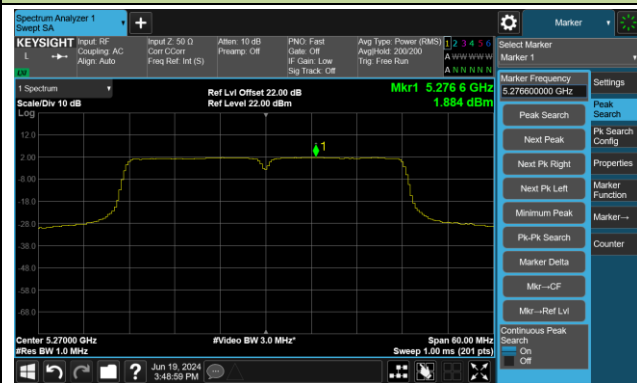 Spectrum Analyzer 1
Swept SA
+
Marker
KEYSIGHT
L
LXI
Input: RF
Coupling: AC
Align: Auto
Input Z: 50 Ω
Corr CCorr
Freq Ref: Int (S)
Atten: 10 dB
Preamp: Off
PNO: Fast
Gate: Off
IF Gain: Low
Sig Track: Off
Avg Type: Power (RMS)
Avg|Hold: 200/200
Trig: Free Run
1 2 3 4 5 6
A W W W W W
A N N N N N
Select Marker
Marker 1
1 Spectrum
Scale/Div 10 dB
Log
Ref Lvl Offset 22.00 dB
Ref Level 22.00 dBm
Mkr1 5.276 6 GHz
1.884 dBm
12.0
2.00
-8.00
-18.0
-28.0
-38.0
-48.0
-58.0
-68.0
1
Center 5.27000 GHz
#Res BW 1.0 MHz
#Video BW 3.0 MHz*
Span 60.00 MHz
Sweep 1.00 ms (201 pts)
Marker Frequency
5.276600000 GHz
Peak Search
Next Peak
Next Pk Right
Next Pk Left
Minimum Peak
Pk-Pk Search
Marker Delta
Mkr→CF
Mkr→Ref Lvl
Continuous Peak
Search
On
Off
Settings
Peak
Search
Pk Search
Config
Properties
Marker
Function
Marker→
Counter
?
Jun 19, 2024
3:48:59 PM